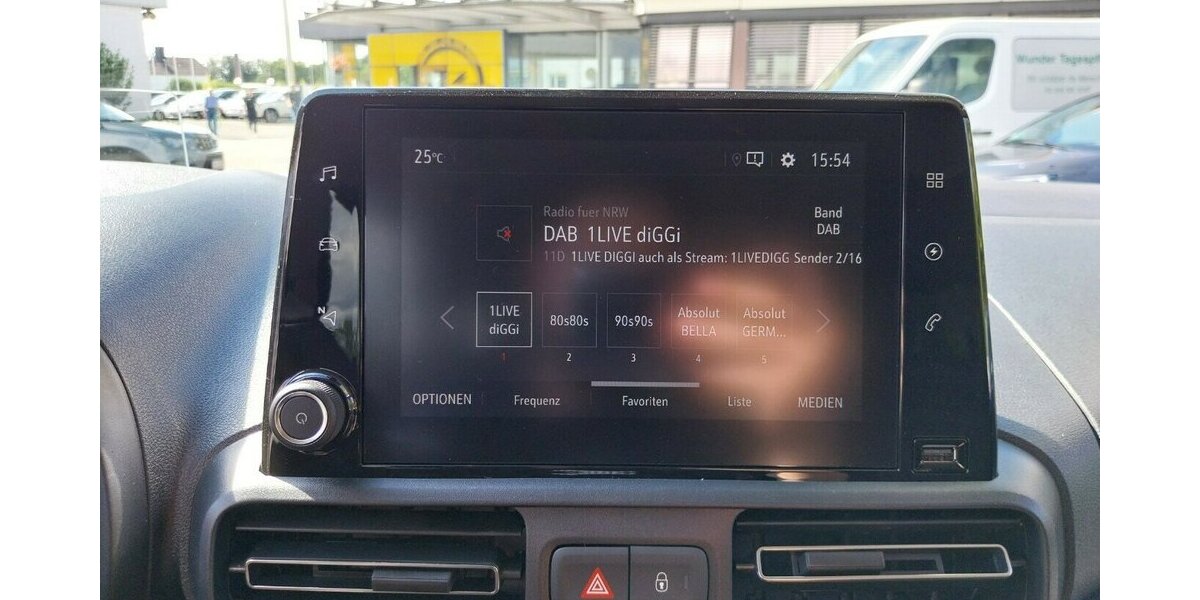 Wunder Tagespfl
25°C
15:54
Radio fuer NRW
DAB 1LIVE diGGi
Band
DAB
11D 1LIVE DIGGI auch als Stream: 1LIVEDIGG Sender 2/16
1LIVE
diGGi
80s80s
90s90s
Absolut
BELLA
Absolut
GERM...
1
2
3
4
5
OPTIONEN
Frequenz
Favoriten
Liste
MEDIEN
N